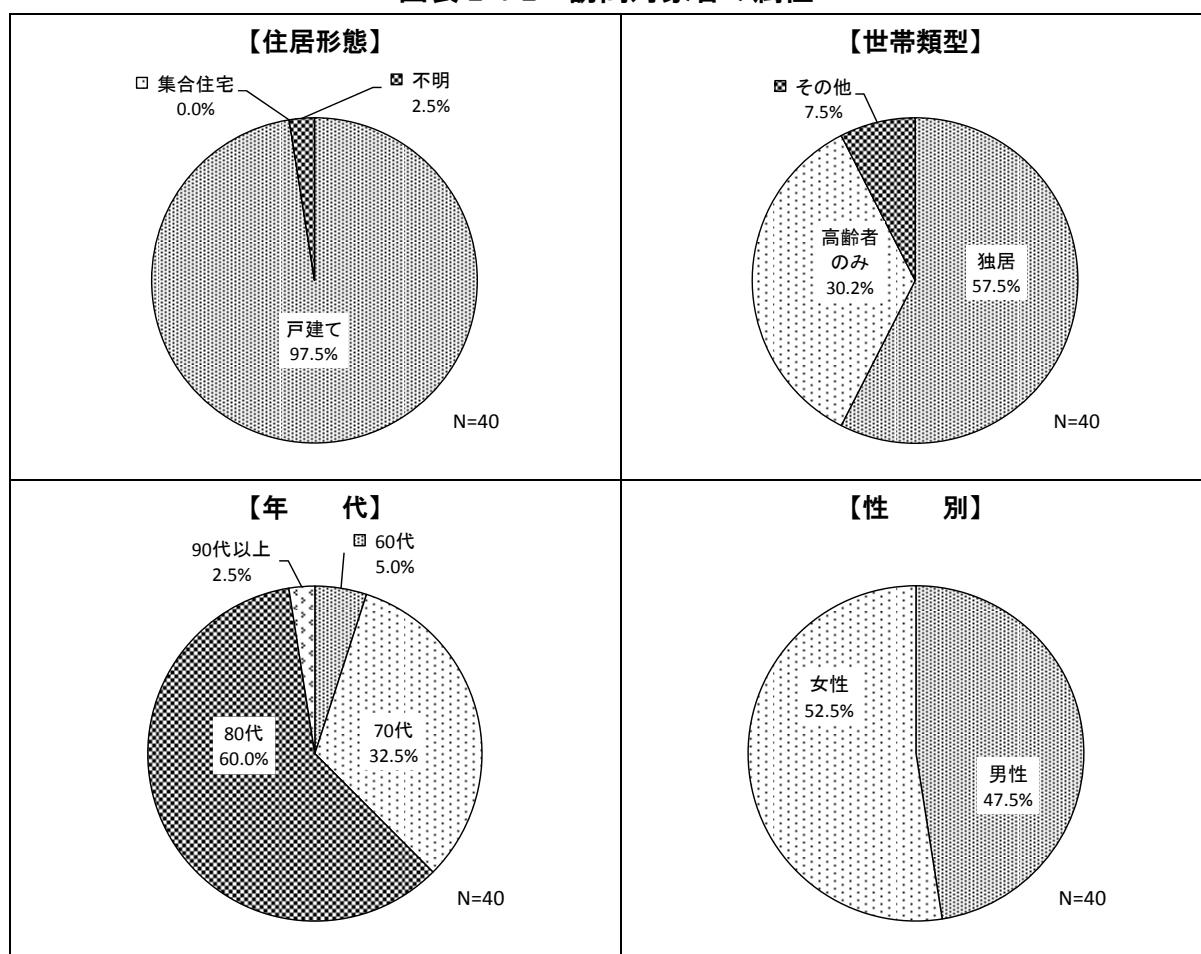 【住居形態】
集合住宅
0.0%
不明
2.5%
戸建て
97.5%
N=40
【世帯類型】
その他
7.5%
高齢者
のみ
30.2%
独居
57.5%
N=40
【年　　代】
90代以上
2.5%
60代
5.0%
80代
60.0%
70代
32.5%
N=40
【性　　別】
女性
52.5%
男性
47.5%
N=40